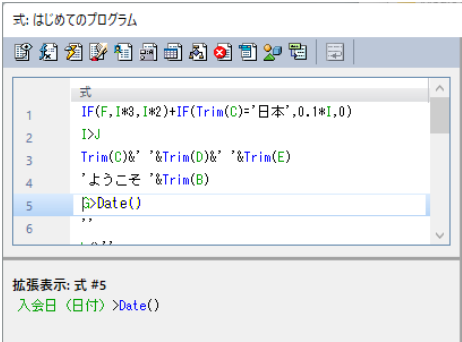 式: はじめてのプログラム
式
1 IF(F,I*3,I*2)+IF(Trim(C)='日本',0.1*I,0)
2 I>J
3 Trim(C)&' '&Trim(D)&' '&Trim(E)
4 'ようこそ '&Trim(B)
5 G>Date()
6 ''
拡張表示: 式 #5
入会日（日付）>Date()